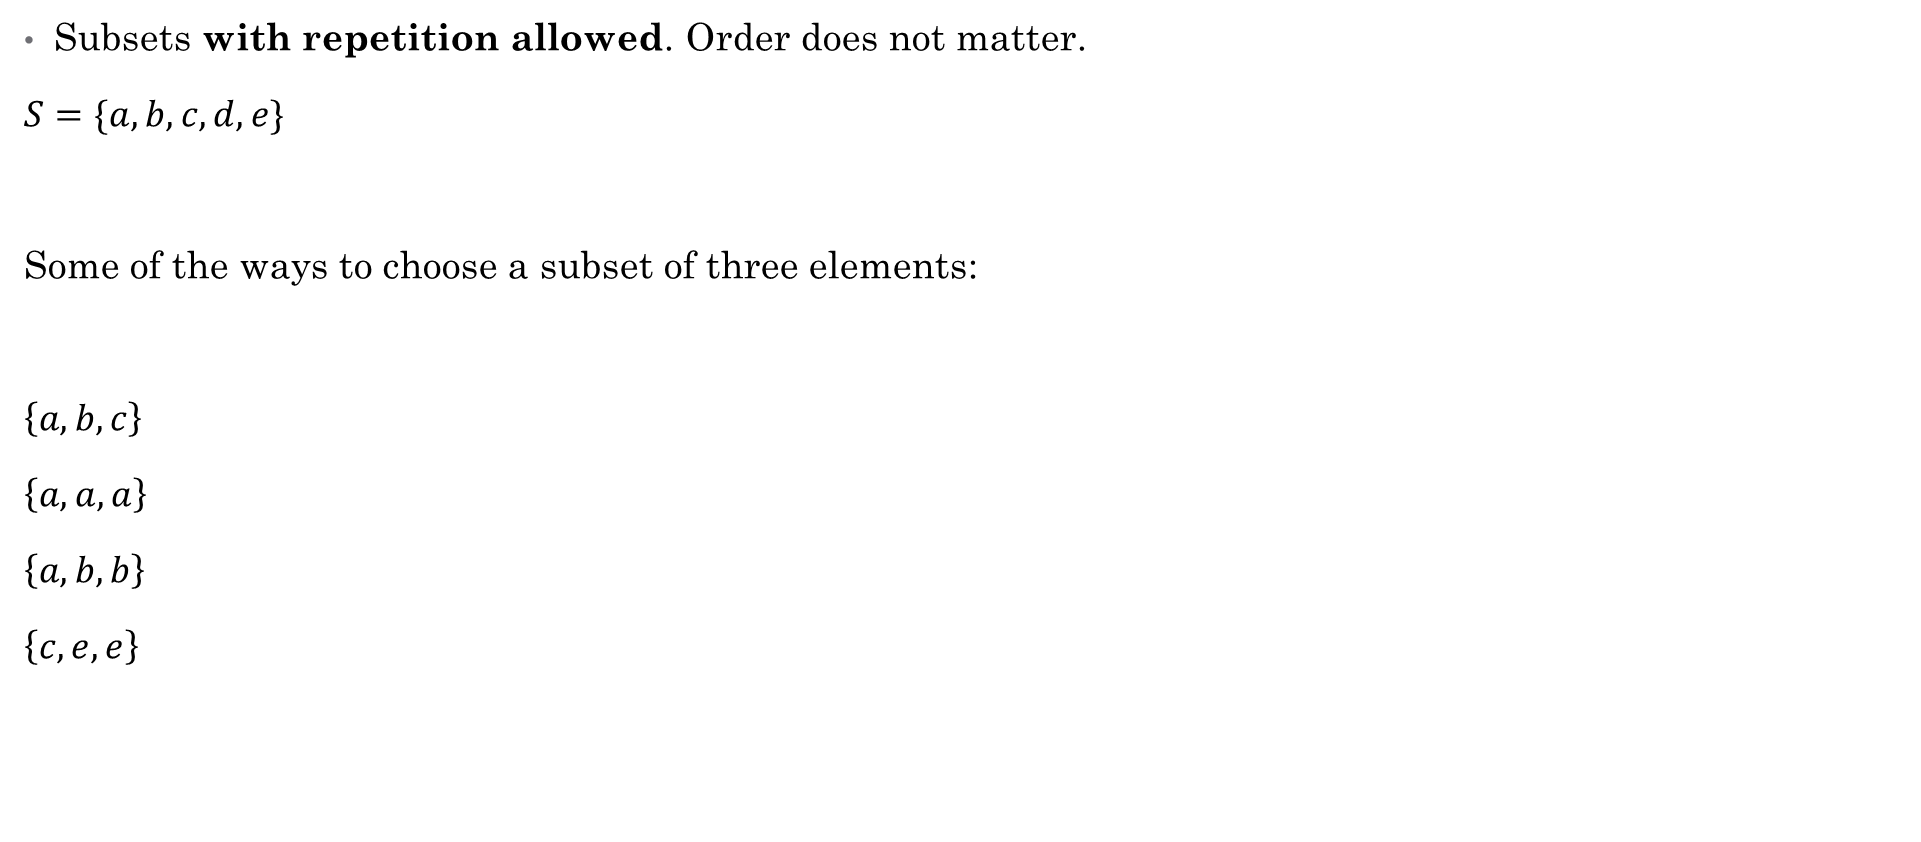 • Subsets with repetition allowed. Order does not matter.
S = {a, b, c, d, e}
Some of the ways to choose a subset of three elements:
{a, b, c}
{a, a, a}
{a, b, b}
{c, e, e}